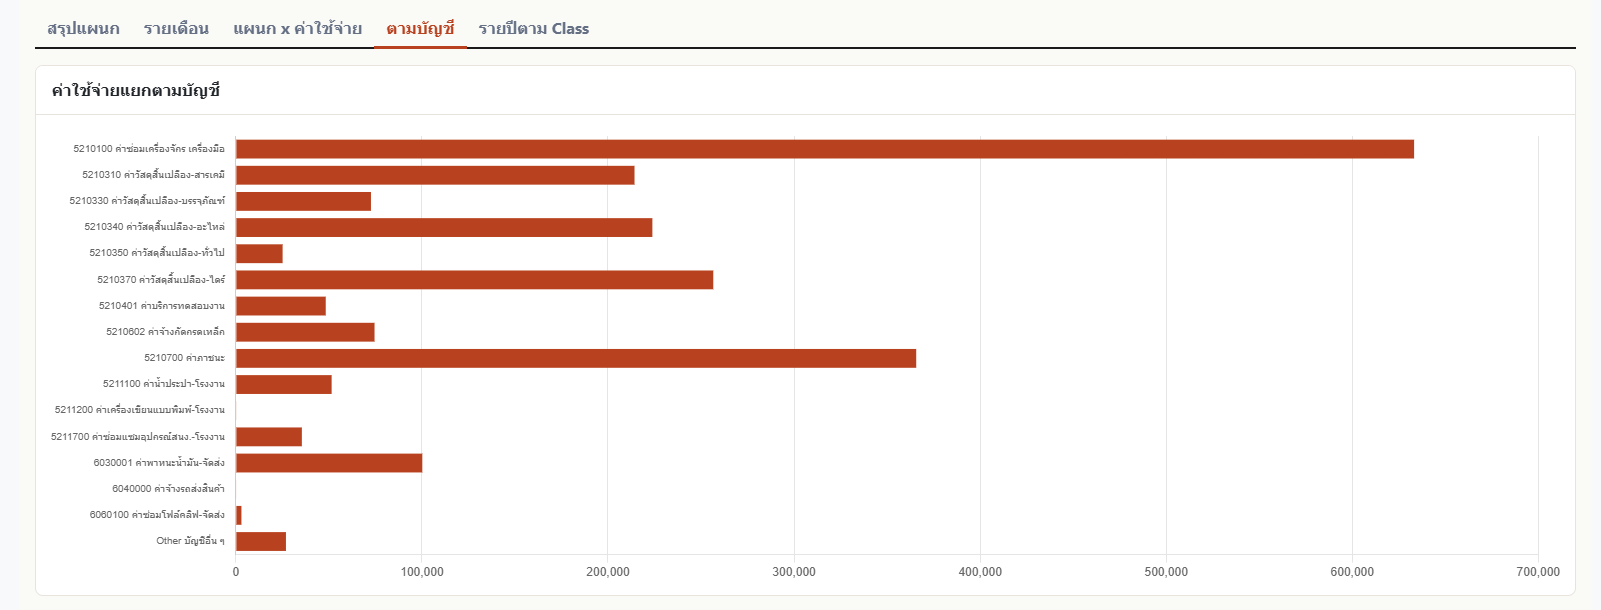 สรุปแผนก รายเดือน แผนก x ค่าใช้จ่าย ตามบัญชี รายปีตาม Class
ค่าใช้จ่ายแยกตามบัญชี
5210100 ค่าซ่อมเครื่องจักร เครื่องมือ
5210310 ค่าวัสดุสิ้นเปลือง-สารเคมี
5210330 ค่าวัสดุสิ้นเปลือง-บรรจุภัณฑ์
5210340 ค่าวัสดุสิ้นเปลือง-อะไหล่
5210350 ค่าวัสดุสิ้นเปลือง-ทั่วไป
5210370 ค่าวัสดุสิ้นเปลือง-ไดร์
5210401 ค่าบริการทดสอบงาน
5210602 ค่าจ้างกัดกรดเหล็ก
5210700 ค่าภาชนะ
5211100 ค่าน้ำประปา-โรงงาน
5211200 ค่าเครื่องเขียนแบบพิมพ์-โรงงาน
5211700 ค่าซ่อมแซมอุปกรณ์สนง.-โรงงาน
6030001 ค่าพาหนะน้ำมัน-จัดส่ง
6040000 ค่าจ้างรถส่งสินค้า
6060100 ค่าซ่อมโฟล์คลิฟ-จัดส่ง
Other บัญชีอื่น ๆ
0 100,000 200,000 300,000 400,000 500,000 600,000 700,000